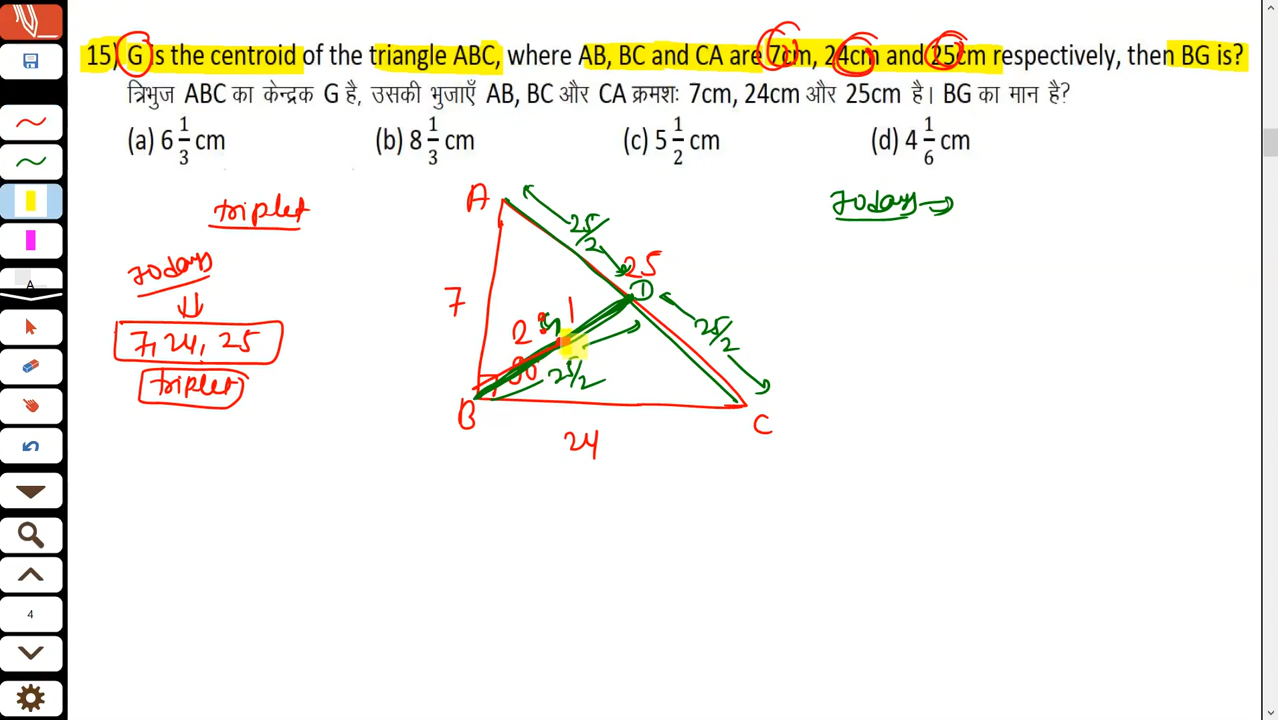 15) G is the centroid of the triangle ABC, where AB, BC and CA are 7cm, 24cm and 25cm respectively, then BG is?
त्रिभुज ABC का केन्द्रक G है, उसकी भुजाएँ AB, BC और CA क्रमशः 7cm, 24cm और 25cm है। BG का मान है?
(a) 6 1/3 cm (b) 8 1/3 cm (c) 5 1/2 cm (d) 4 1/6 cm
triplet
A
25/2
25
D
7
7, 24, 25
triplet
2
1
G
90
25/2
25/2
B
C
24
A
4